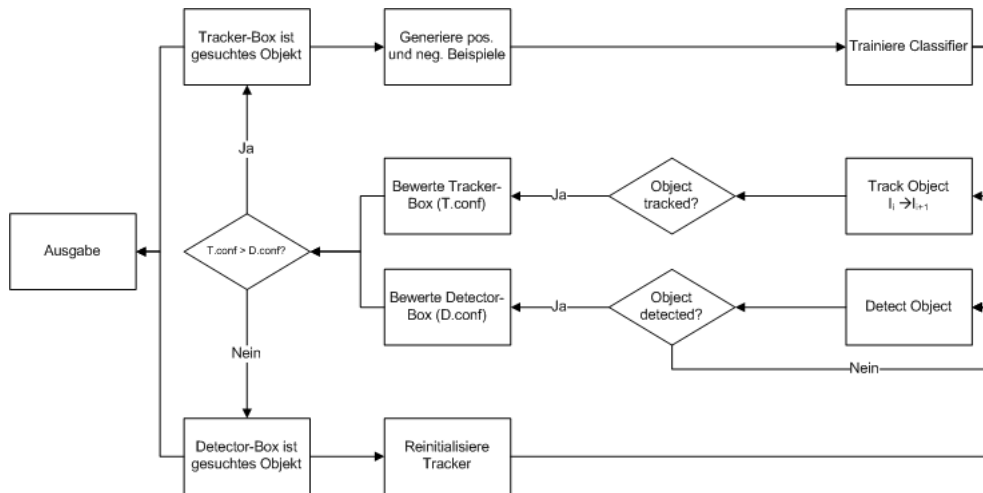 Tracker-Box ist
gesuchtes Objekt
Generiere pos.
und neg. Beispiele
Trainiere Classifier
Ja
Bewerte Tracker-
Box (T.conf)
Ja
Object
tracked?
Track Object
Iᵢ →Iᵢ₊₁
Ausgabe
T.conf > D.conf?
Bewerte Detector-
Box (D.conf)
Ja
Object
detected?
Detect Object
Nein
Nein
Detector-Box ist
gesuchtes Objekt
Reinitialisiere
Tracker